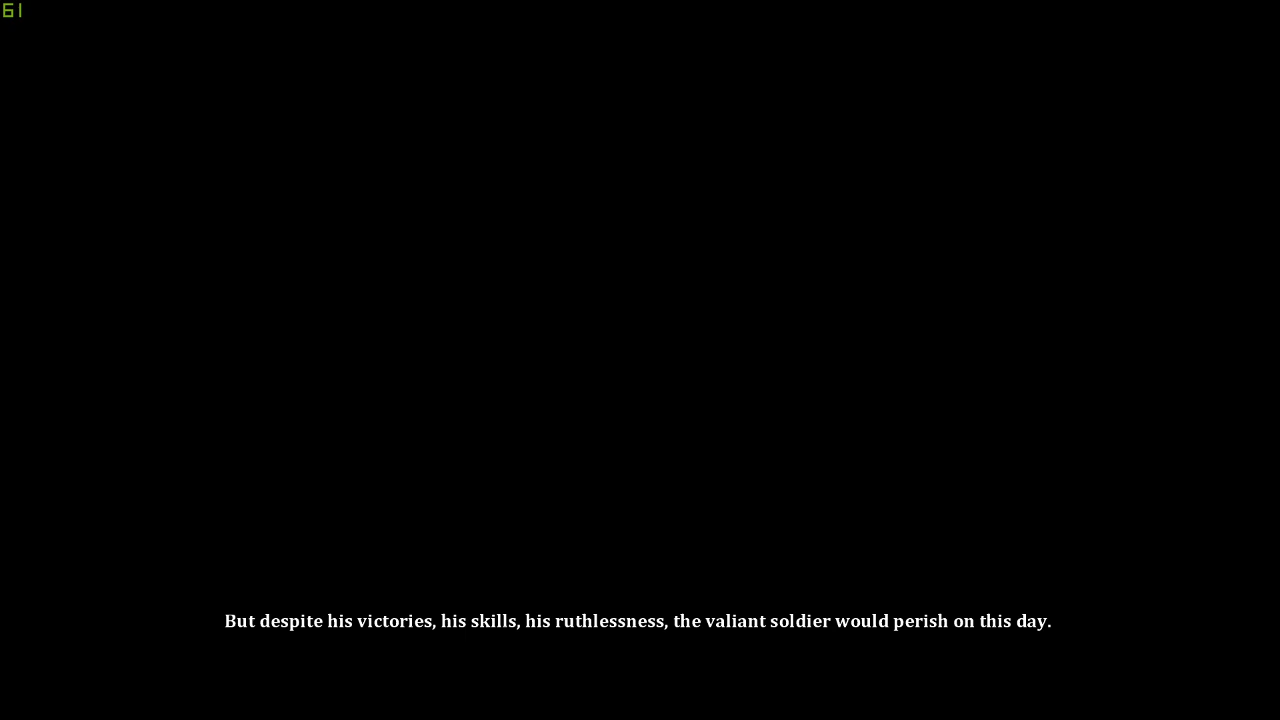 61
But despite his victories, his skills, his ruthlessness, the valiant soldier would perish on this day.